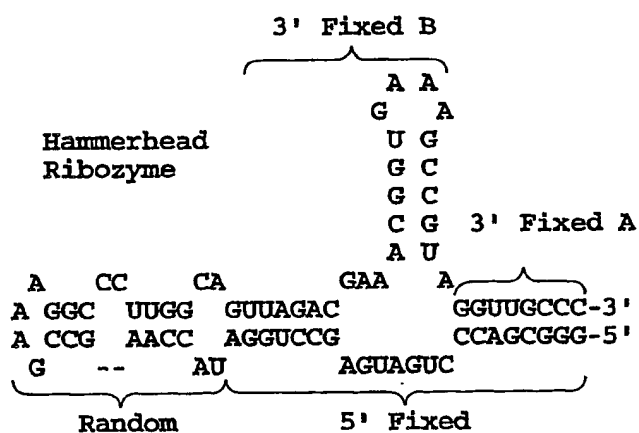 3' Fixed B
A A
G A
Hammerhead
U G
Ribozyme
G C
G C
C G
3' Fixed A
A U
A CC CA GAA A
A GGC UUGG GUUAGAC GGUUGCCC-3'
A CCG AACC AGGUCCG CCAGCGGG-5'
G -- AU AGUAGUC
Random 5' Fixed